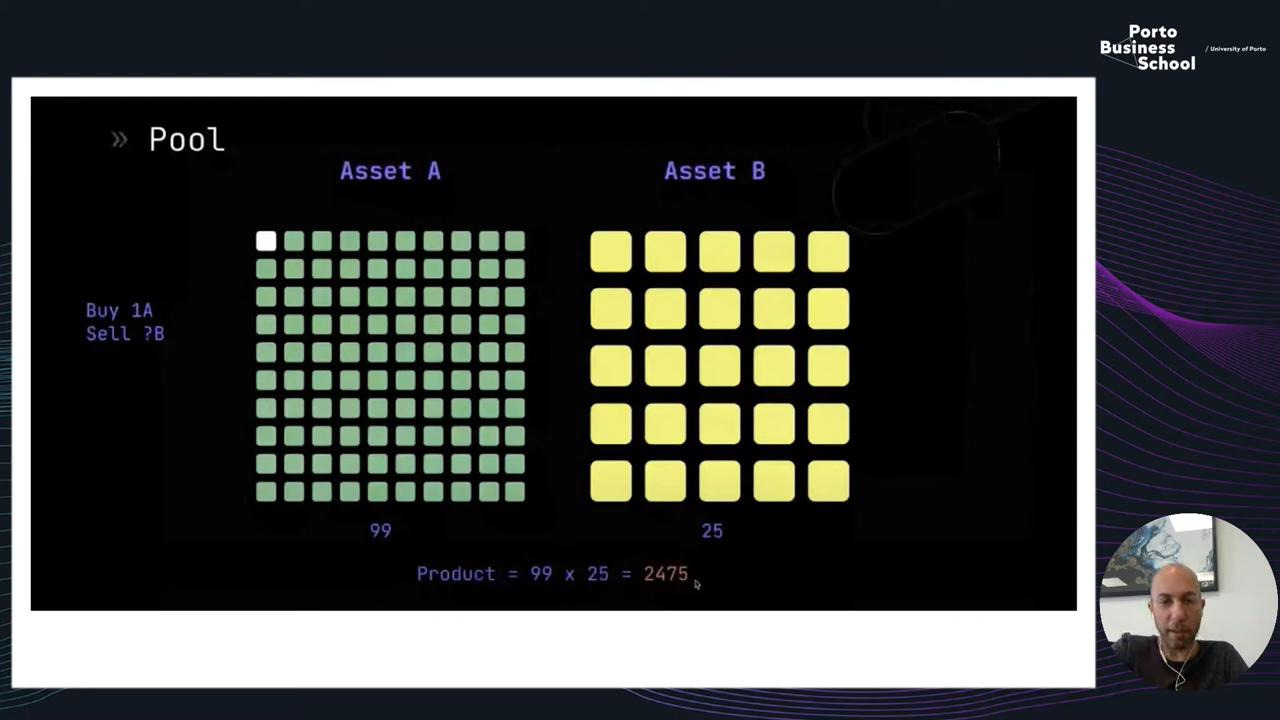 Porto
Business
School
/ University of Porto
» Pool
Asset A
Asset B
Buy 1A
Sell ?B
99
25
Product = 99 x 25 = 2475